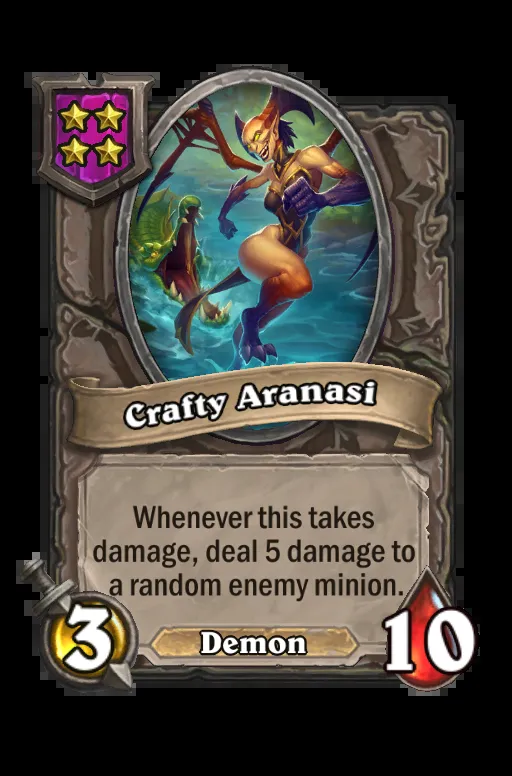 Crafty Aranasi
Whenever this takes
damage, deal 5 damage to
a random enemy minion.
3
Demon
10